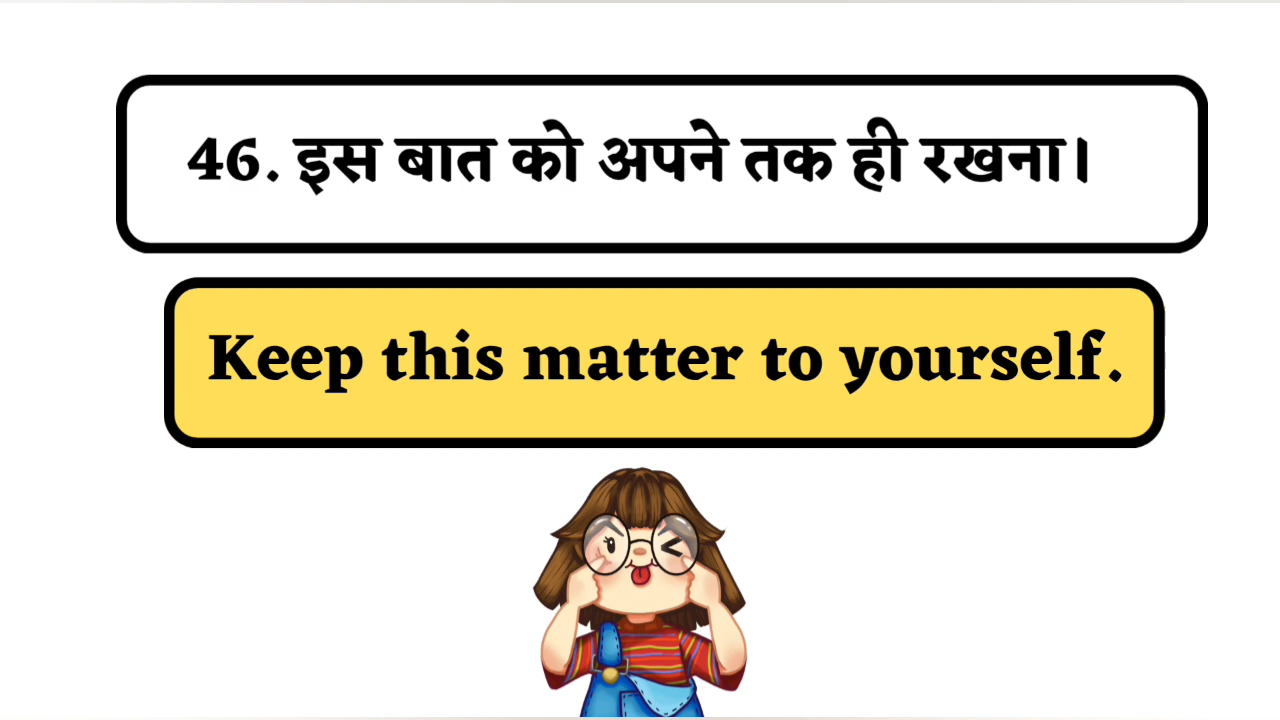 46. इस बात को अपने तक ही रखना।
Keep this matter to yourself.